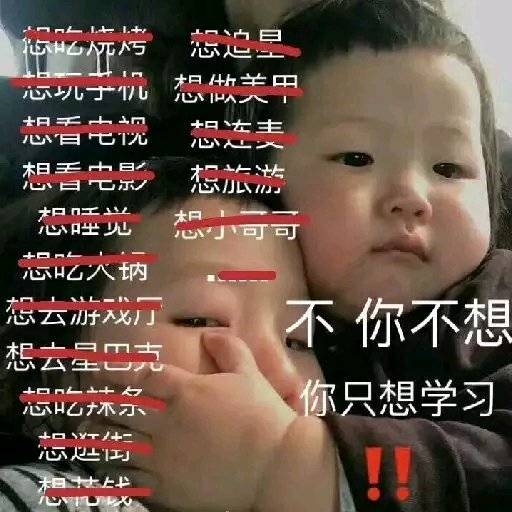 想吃烧烤
想玩手机
想看电视
想看电影
想睡觉
想吃火锅
想去游戏厅
想去星巴克
想吃辣条
想逛街
想花钱
想追星
想做美甲
想连麦
想旅游
想小哥哥
.......
不 你不想
你只想学习
‼️